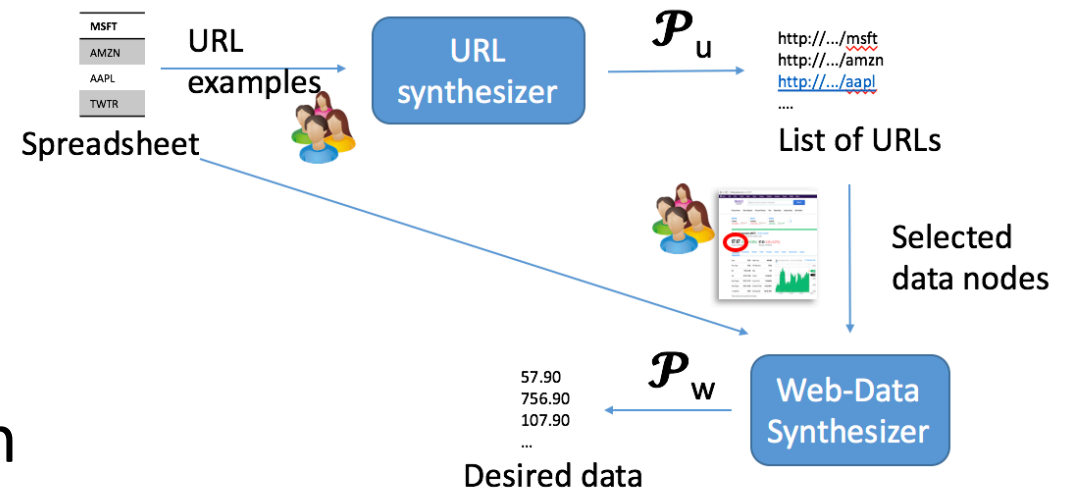 MSFT
AMZN
AAPL
TWTR
Spreadsheet
URL
examples
URL
synthesizer
𝓟u
http://.../msft
http://.../amzn
http://.../aapl
....
List of URLs
Selected
data nodes
57.90
756.90
107.90
...
Desired data
𝓟w
Web-Data
Synthesizer
n